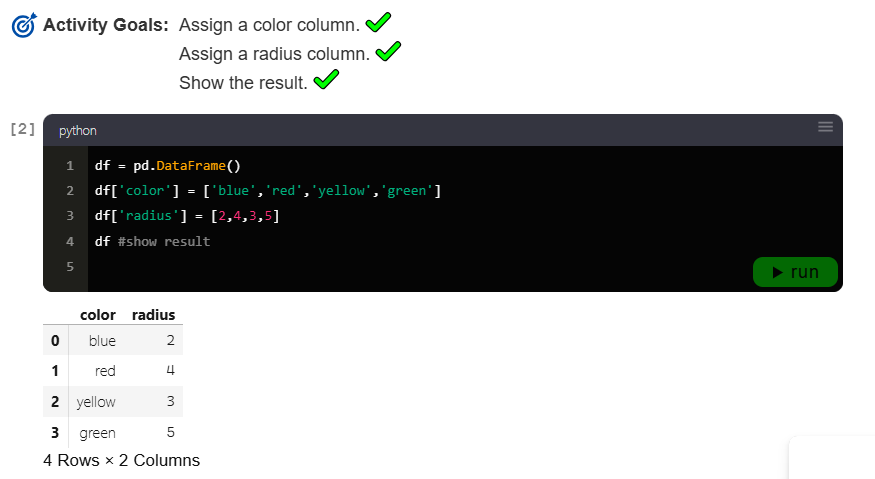 Activity Goals: Assign a color column.
Assign a radius column.
Show the result.
[2]
python
1 df = pd.DataFrame()
2 df['color'] = ['blue','red','yellow','green']
3 df['radius'] = [2,4,3,5]
4 df #show result
5
run
color radius
0 blue 2
1 red 4
2 yellow 3
3 green 5
4 Rows × 2 Columns